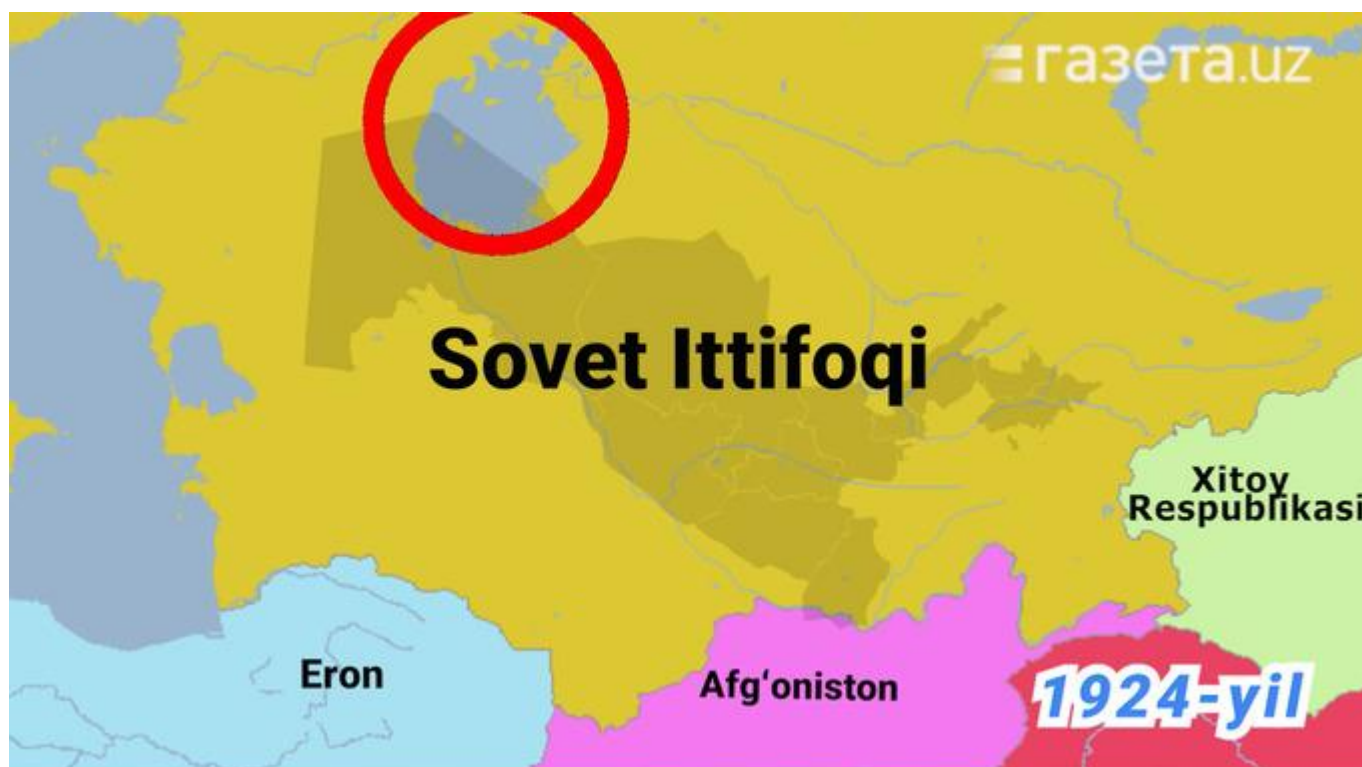 газета.uz
Sovet Ittifoqi
Xitoy
Respublikasi
Eron
Afg‘oniston
1924-yil